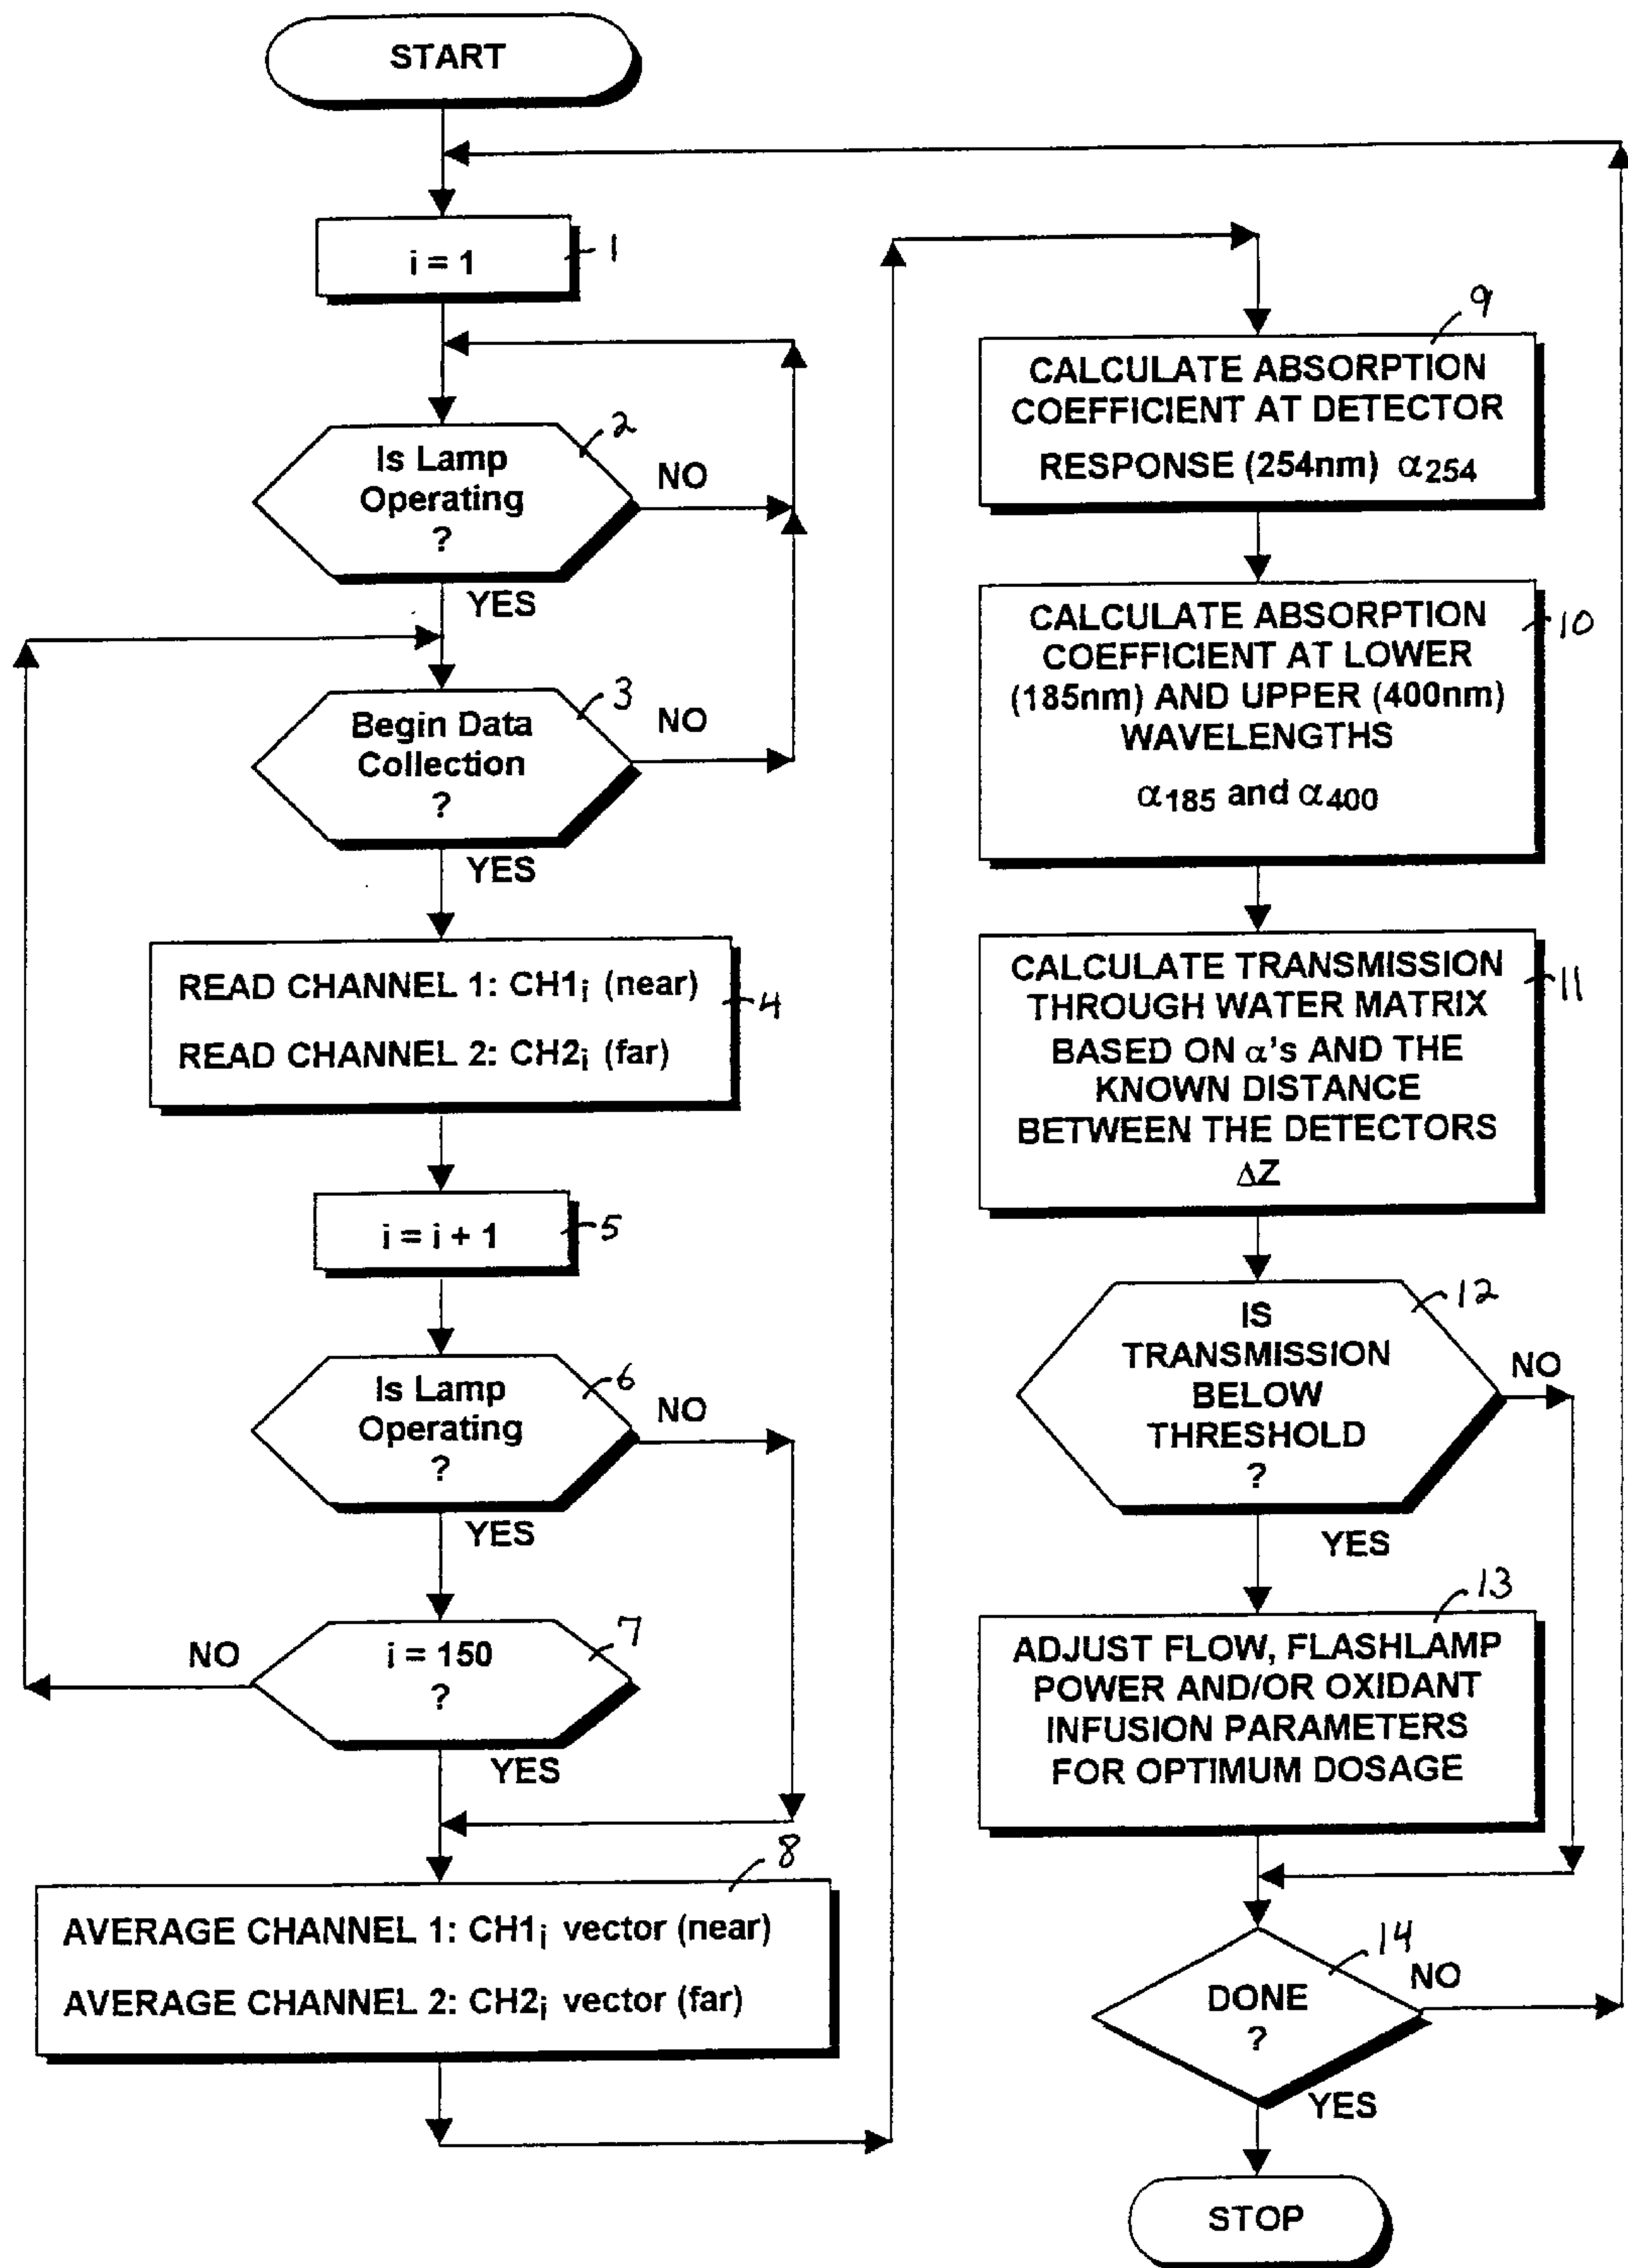 START
i = 1
1
Is Lamp
Operating
?
2
NO
YES
Begin Data
Collection
?
3
NO
YES
READ CHANNEL 1: CH1i (near)
READ CHANNEL 2: CH2i (far)
4
i = i + 1
5
Is Lamp
Operating
?
6
NO
YES
i = 150
?
7
NO
YES
AVERAGE CHANNEL 1: CH1i vector (near)
AVERAGE CHANNEL 2: CH2i vector (far)
8
CALCULATE ABSORPTION
COEFFICIENT AT DETECTOR
RESPONSE (254nm) α254
9
CALCULATE ABSORPTION
COEFFICIENT AT LOWER
(185nm) AND UPPER (400nm)
WAVELENGTHS
α185 and α400
10
CALCULATE TRANSMISSION
THROUGH WATER MATRIX
BASED ON α's AND THE
KNOWN DISTANCE
BETWEEN THE DETECTORS
ΔZ
11
IS
TRANSMISSION
BELOW
THRESHOLD
?
12
NO
YES
ADJUST FLOW, FLASHLAMP
POWER AND/OR OXIDANT
INFUSION PARAMETERS
FOR OPTIMUM DOSAGE
13
DONE
?
14
NO
YES
STOP